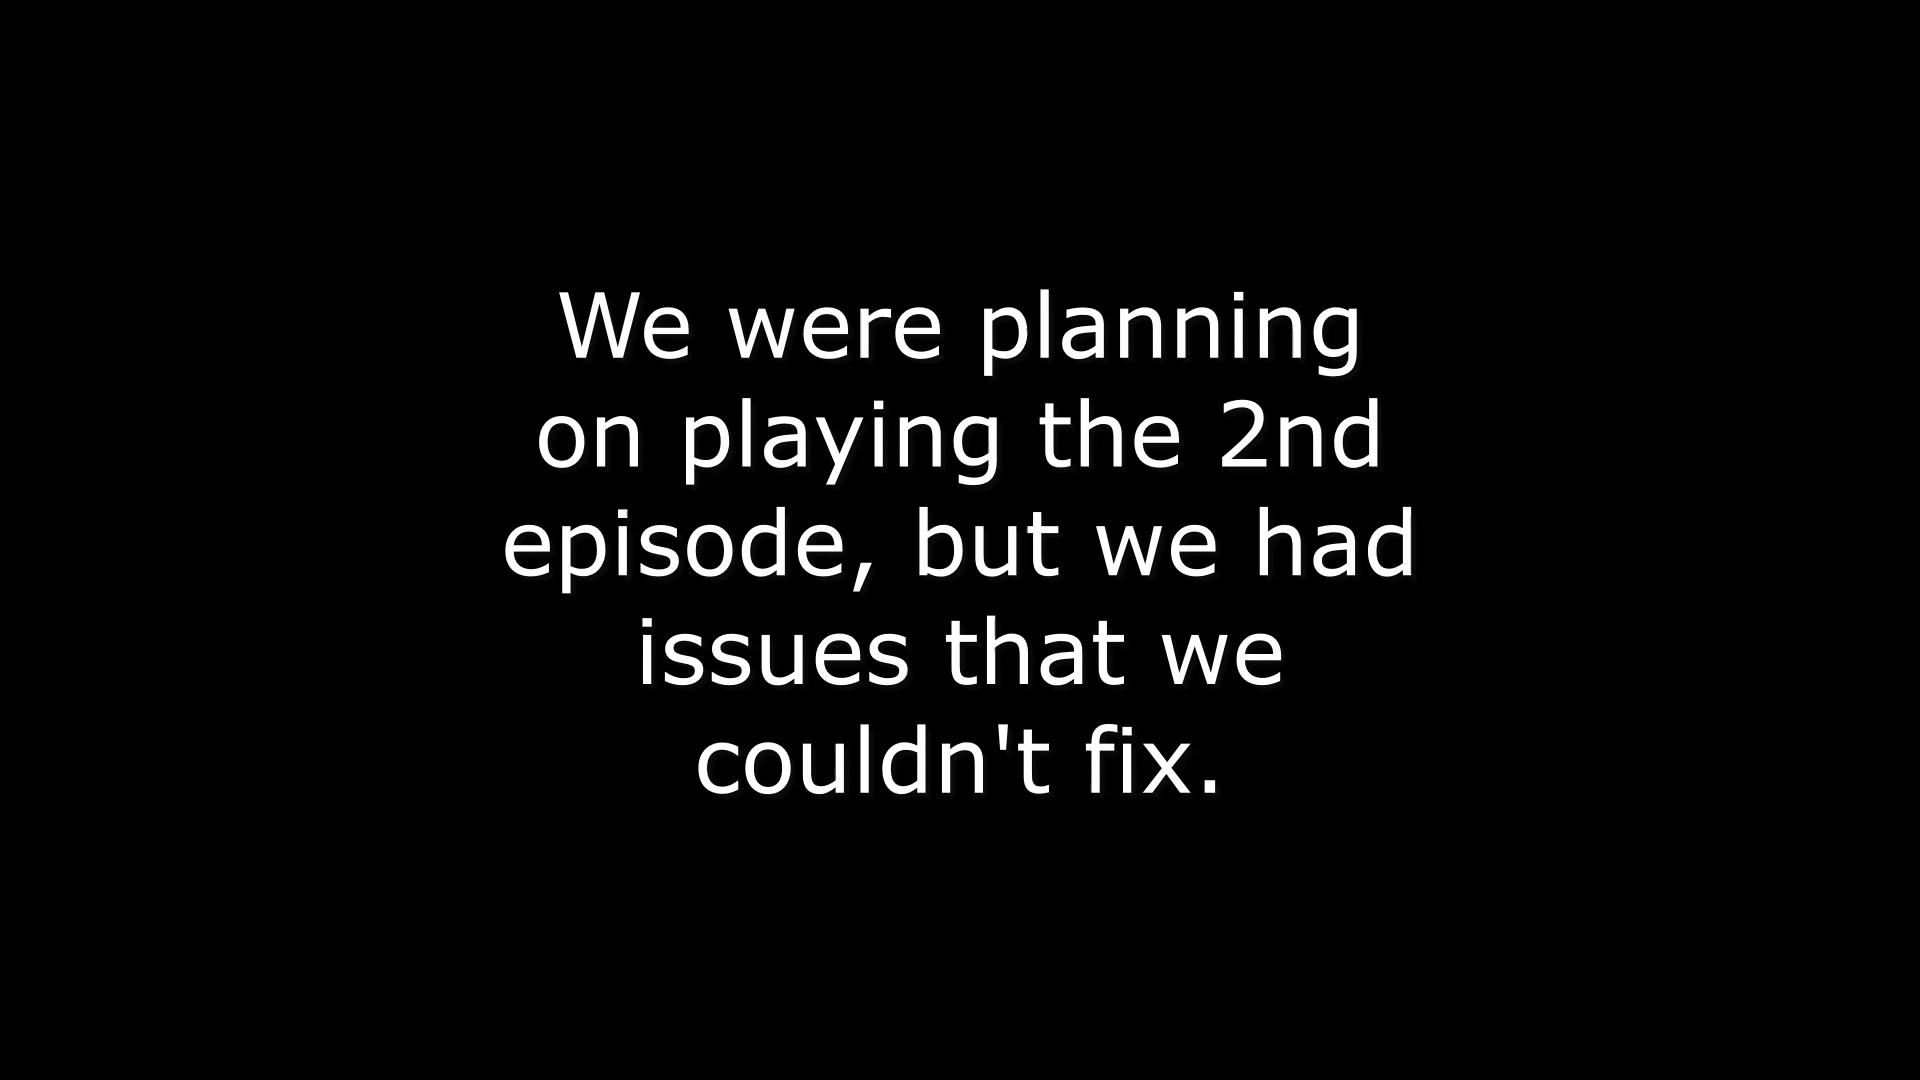 We were planning
on playing the 2nd
episode, but we had
issues that we
couldn't fix.